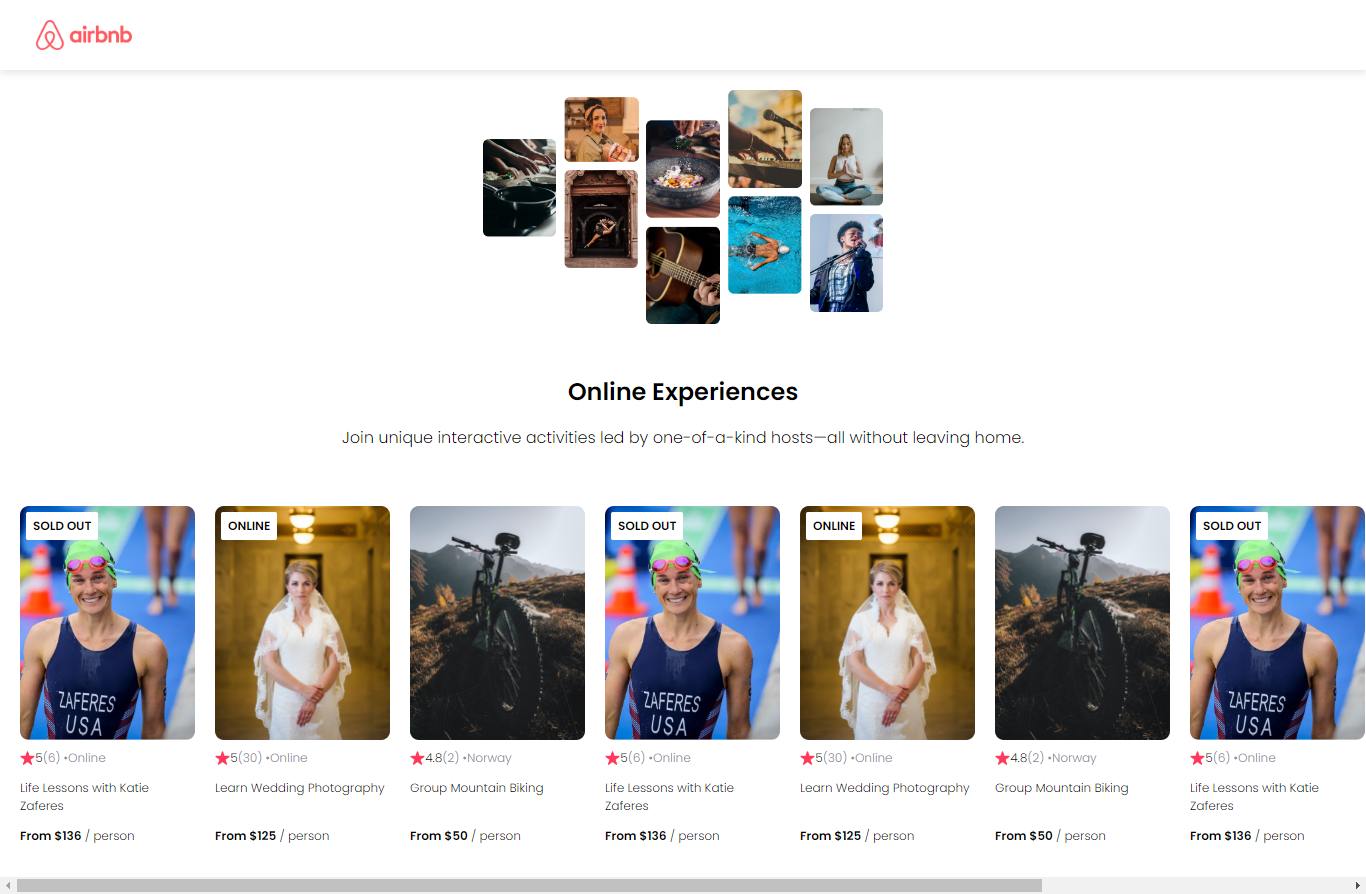 airbnb
Online Experiences
Join unique interactive activities led by one-of-a-kind hosts—all without leaving home.
SOLD OUT
ZAFERES
USA
5(6) •Online
Life Lessons with Katie
Zaferes
From $136 / person
ONLINE
5(30) •Online
Learn Wedding Photography
From $125 / person
4.8(2) •Norway
Group Mountain Biking
From $50 / person
SOLD OUT
ZAFERES
USA
5(6) •Online
Life Lessons with Katie
Zaferes
From $136 / person
ONLINE
5(30) •Online
Learn Wedding Photography
From $125 / person
4.8(2) •Norway
Group Mountain Biking
From $50 / person
SOLD OUT
ZAFERES
USA
5(6) •Online
Life Lessons with Katie
Zaferes
From $136 / person